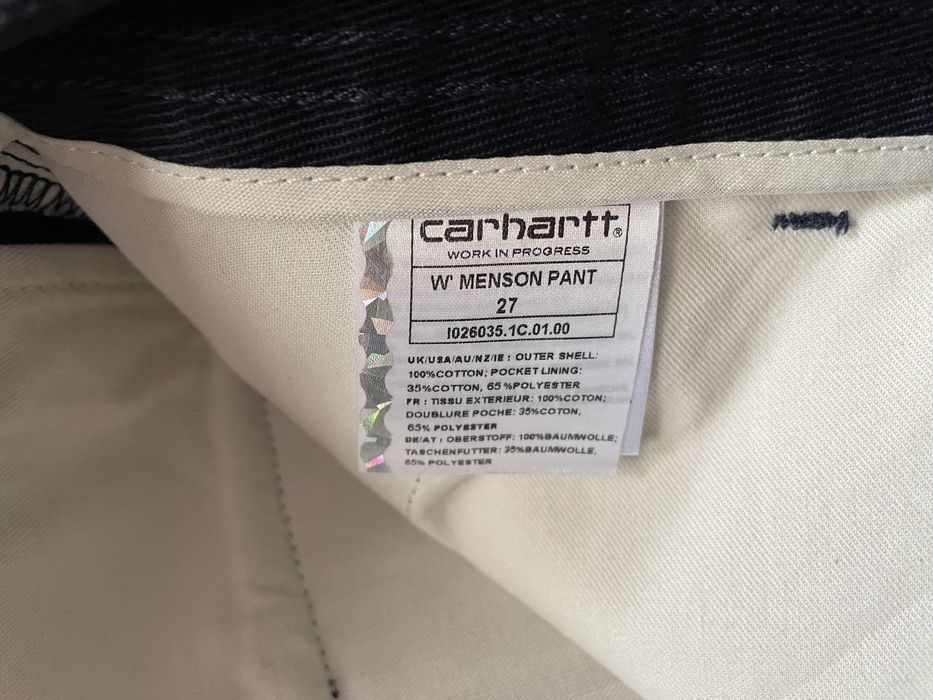 carhartt®
WORK IN PROGRESS
W' MENSON PANT
27
I026035.1C.01.00
UK/USA/AU/NZ/IE : OUTER SHELL:
100%COTTON; POCKET LINING:
35%COTTON, 65%POLYESTER
FR : TISSU EXTERIEUR: 100%COTON;
DOUBLURE POCHE: 35%COTON,
65% POLYESTER
DE/AT : OBERSTOFF: 100%BAUMWOLLE;
TASCHENFUTTER: 35%BAUMWOLLE,
65% POLYESTER